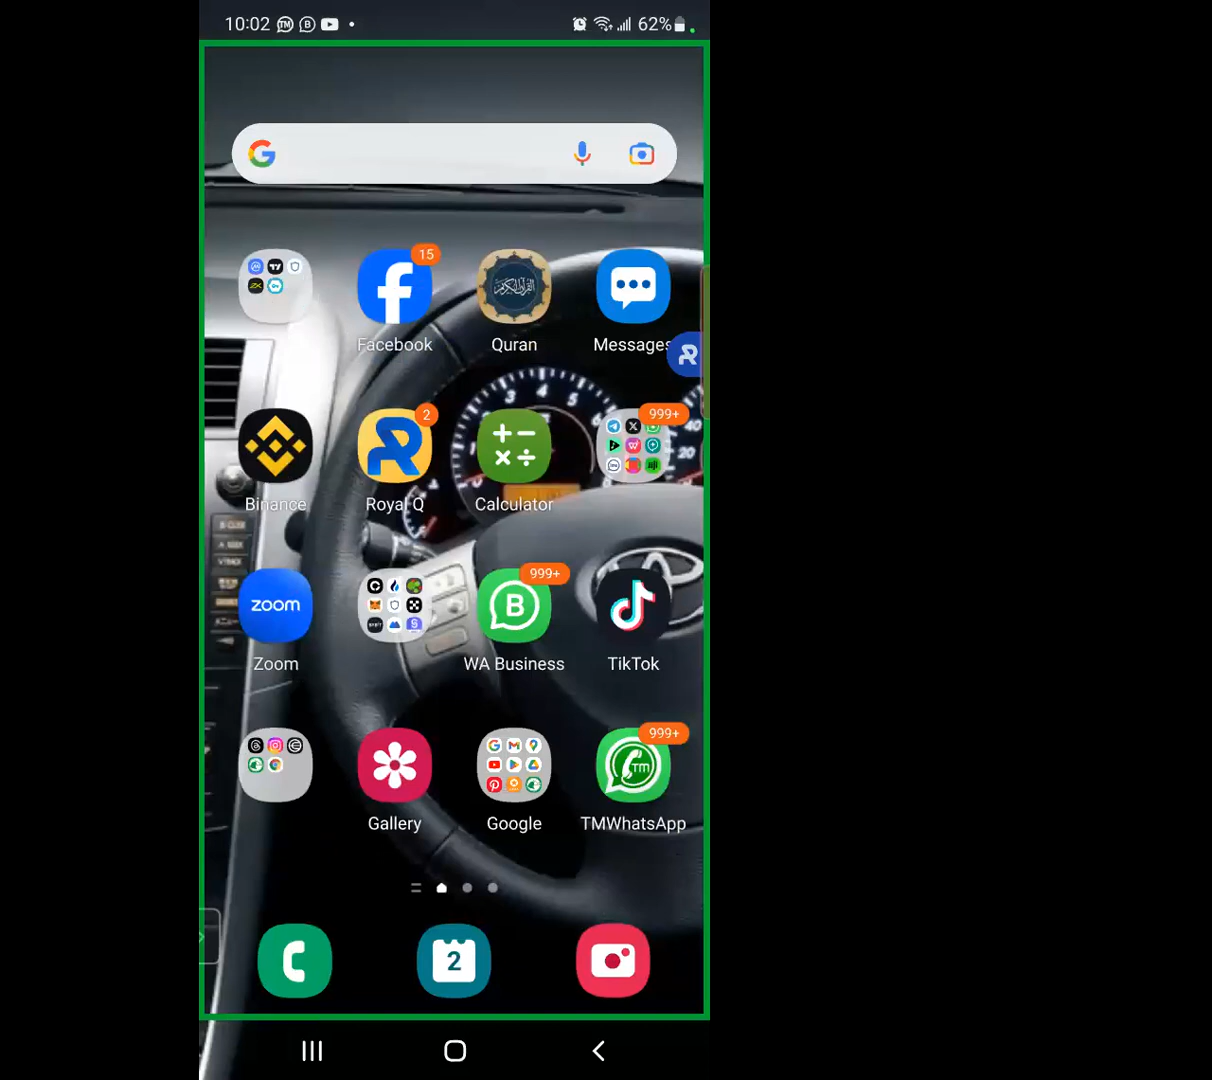 10:02
62%
15
Facebook
Quran
Messages
999+
2
Binance
Royal Q
Calculator
zoom
999+
Zoom
WA Business
TikTok
999+
TM
Gallery
Google
TMWhatsApp
2